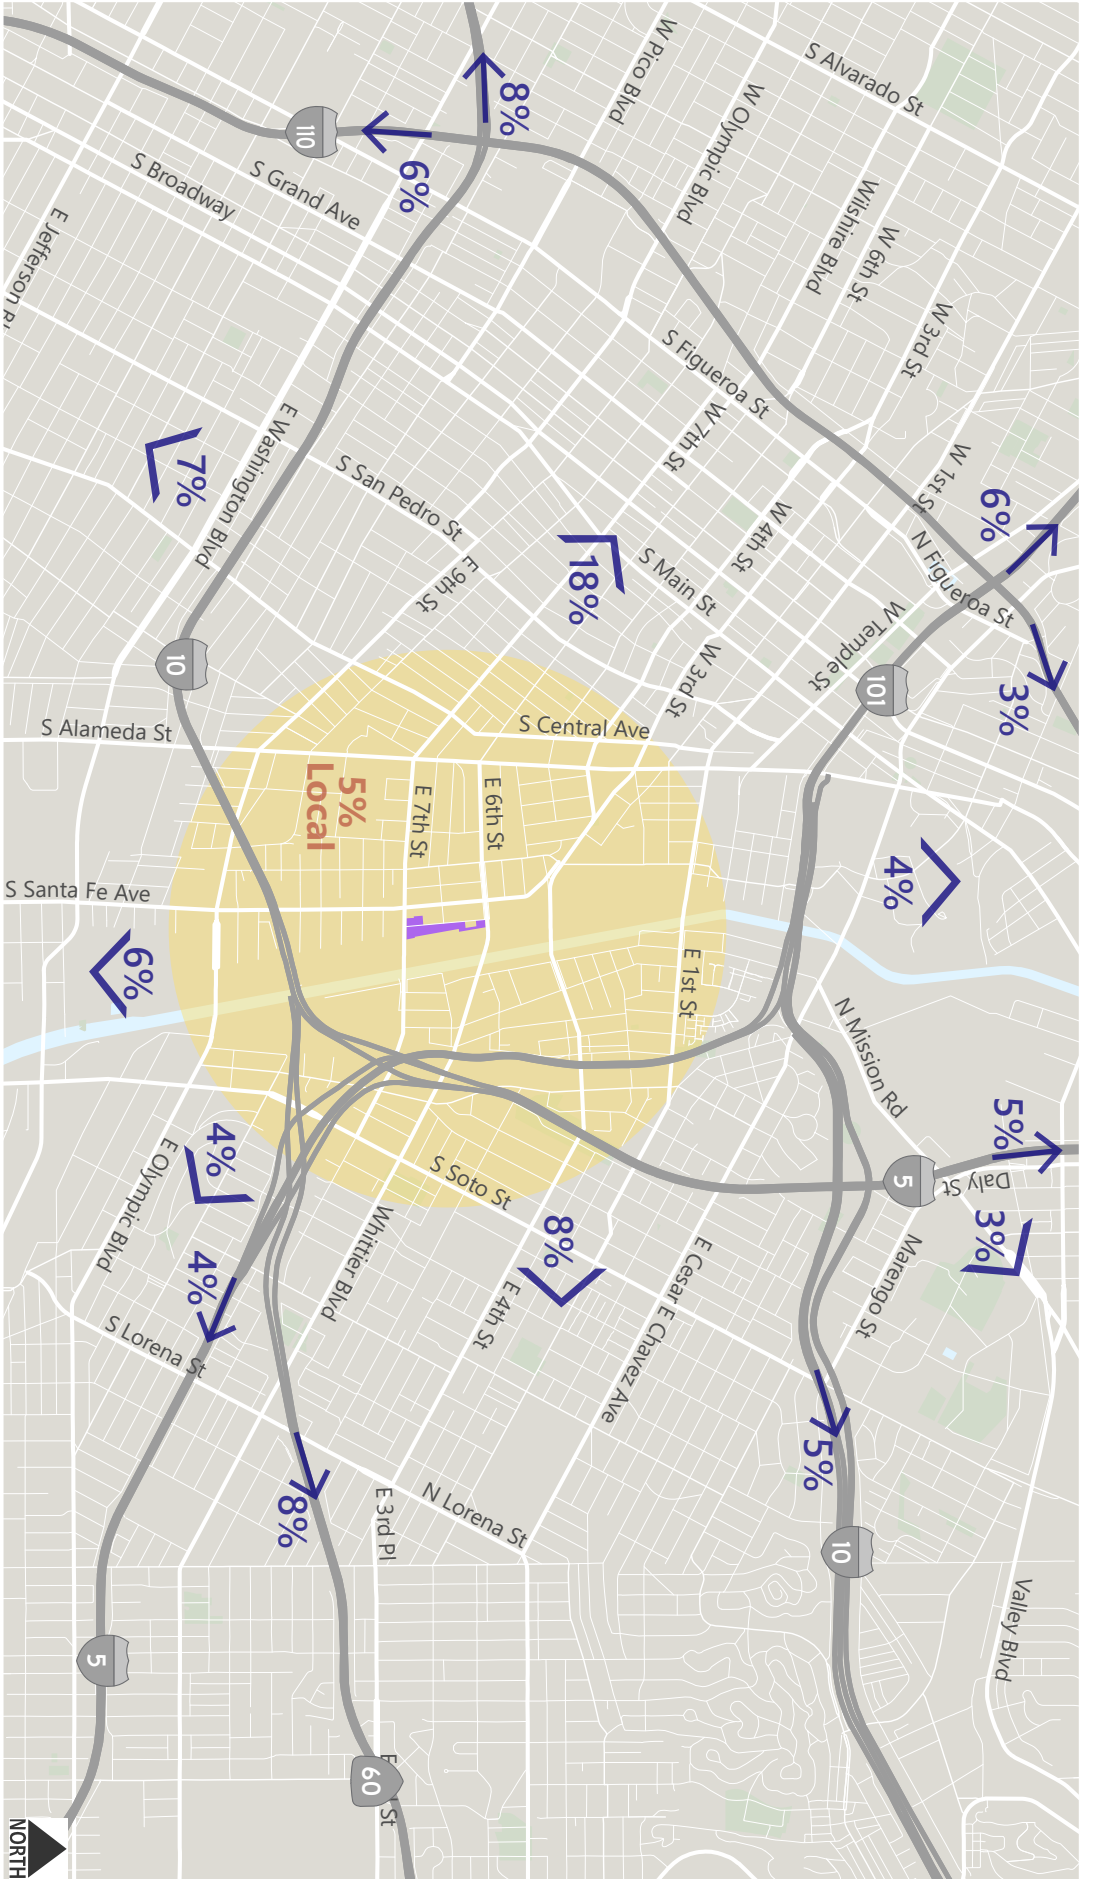 S Alvarado St
W Pico Blvd
W Olympic Blvd
8%
110
6%
S Grand Ave
S Broadway
Wilshire Blvd
W 6th St
E Jefferson Bl
W 3rd St
S Figueroa St
W 7th St
E Washington Blvd
7%
S San Pedro St
W 1st St
6%
W 4th St
18%
E 9th St
S Main St
N Figueroa St
W Temple St
W 3rd St
10
101
3%
S Alameda St
S Central Ave
5%
Local
E 7th St
E 6th St
4%
S Santa Fe Ave
6%
E 1st St
N Mission Rd
5%
5
Daly St
3%
4%
E Olympic Blvd
S Soto St
8%
Whittier Blvd
E 4th St
E Cesar E Chavez Ave
Marengo St
4%
S Lorena St
5%
8%
E 3rd Pl
N Lorena St
10
Valley Blvd
5
60
St
NORTH